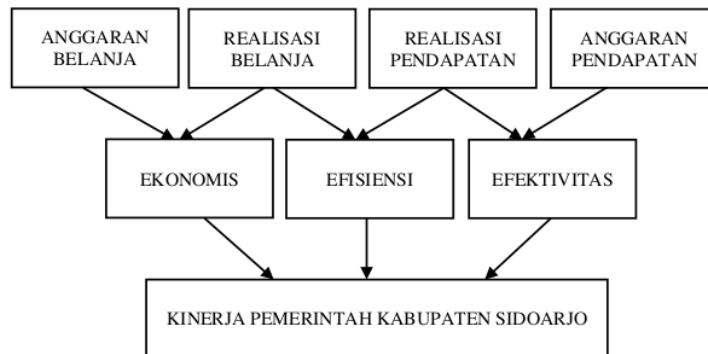 ANGGARAN
BELANJA
REALISASI
BELANJA
REALISASI
PENDAPATAN
ANGGARAN
PENDAPATAN
EKONOMIS
EFISIENSI
EFEKTIVITAS
KINERJA PEMERINTAH KABUPATEN SIDOARJO